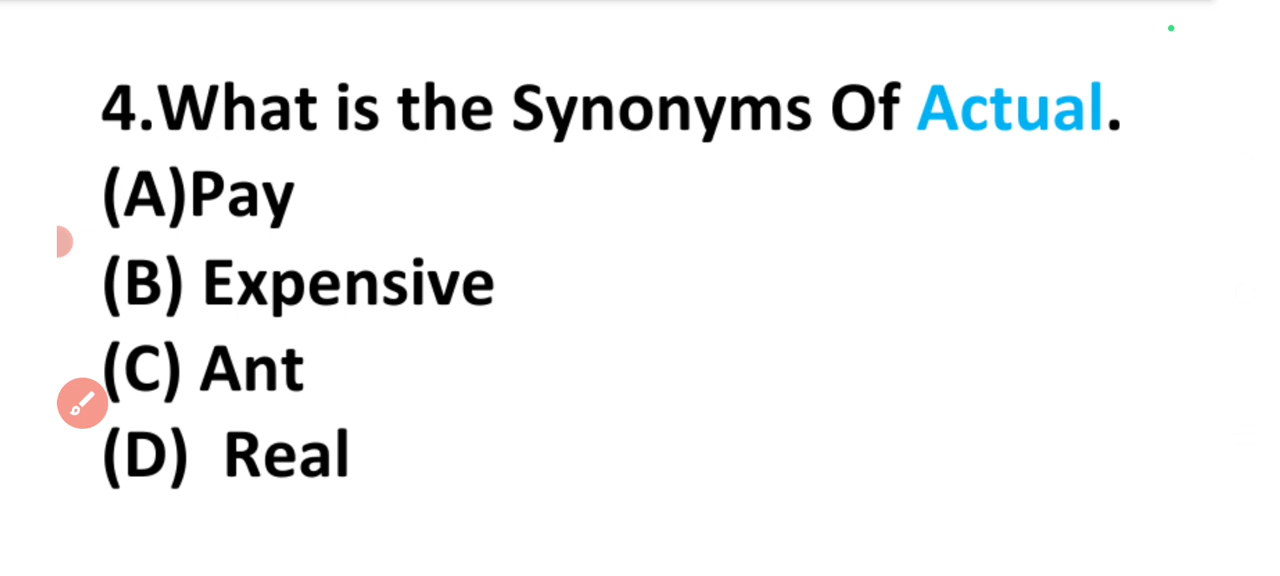 4.What is the Synonyms Of Actual.
(A)Pay
(B) Expensive
(C) Ant
(D) Real